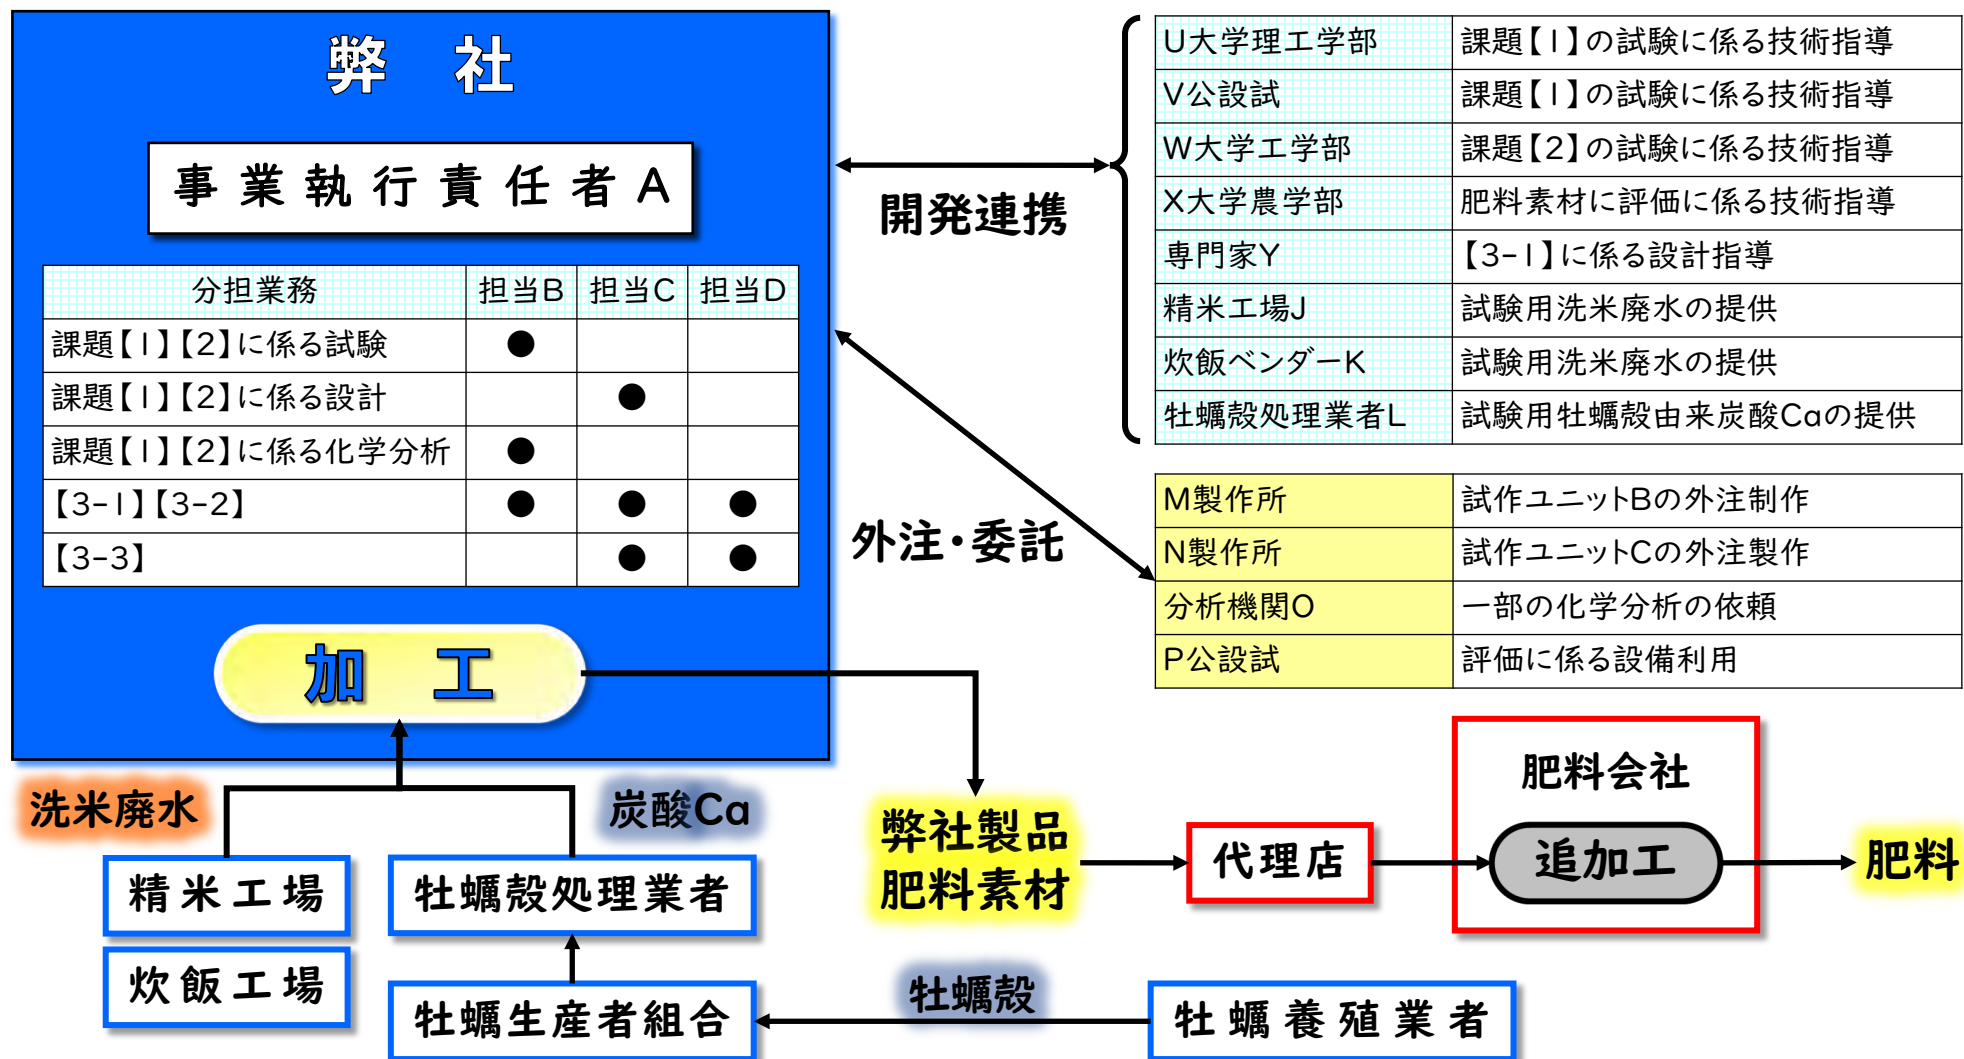 弊 社
事業執行責任者A
分担業務 担当B 担当C 担当D
課題【1】【2】に係る試験 ●
課題【1】【2】に係る設計 ●
課題【1】【2】に係る化学分析 ●
【3-1】【3-2】 ● ● ●
【3-3】 ● ●
加 工
開発連携
外注・委託
U大学理工学部 課題【1】の試験に係る技術指導
V公設試 課題【1】の試験に係る技術指導
W大学工学部 課題【2】の試験に係る技術指導
X大学農学部 肥料素材に評価に係る技術指導
専門家Y 【3-1】に係る設計指導
精米工場J 試験用洗米廃水の提供
炊飯ベンダーK 試験用洗米廃水の提供
牡蠣殻処理業者L 試験用牡蠣殻由来炭酸Caの提供
M製作所 試作ユニットBの外注制作
N製作所 試作ユニットCの外注製作
分析機関O 一部の化学分析の依頼
P公設試 評価に係る設備利用
洗米廃水
炭酸Ca
精米工場
炊飯工場
牡蠣殻処理業者
牡蠣生産者組合
牡蠣殻
牡蠣養殖業者
弊社製品
肥料素材
代理店
肥料会社
追加工
肥料